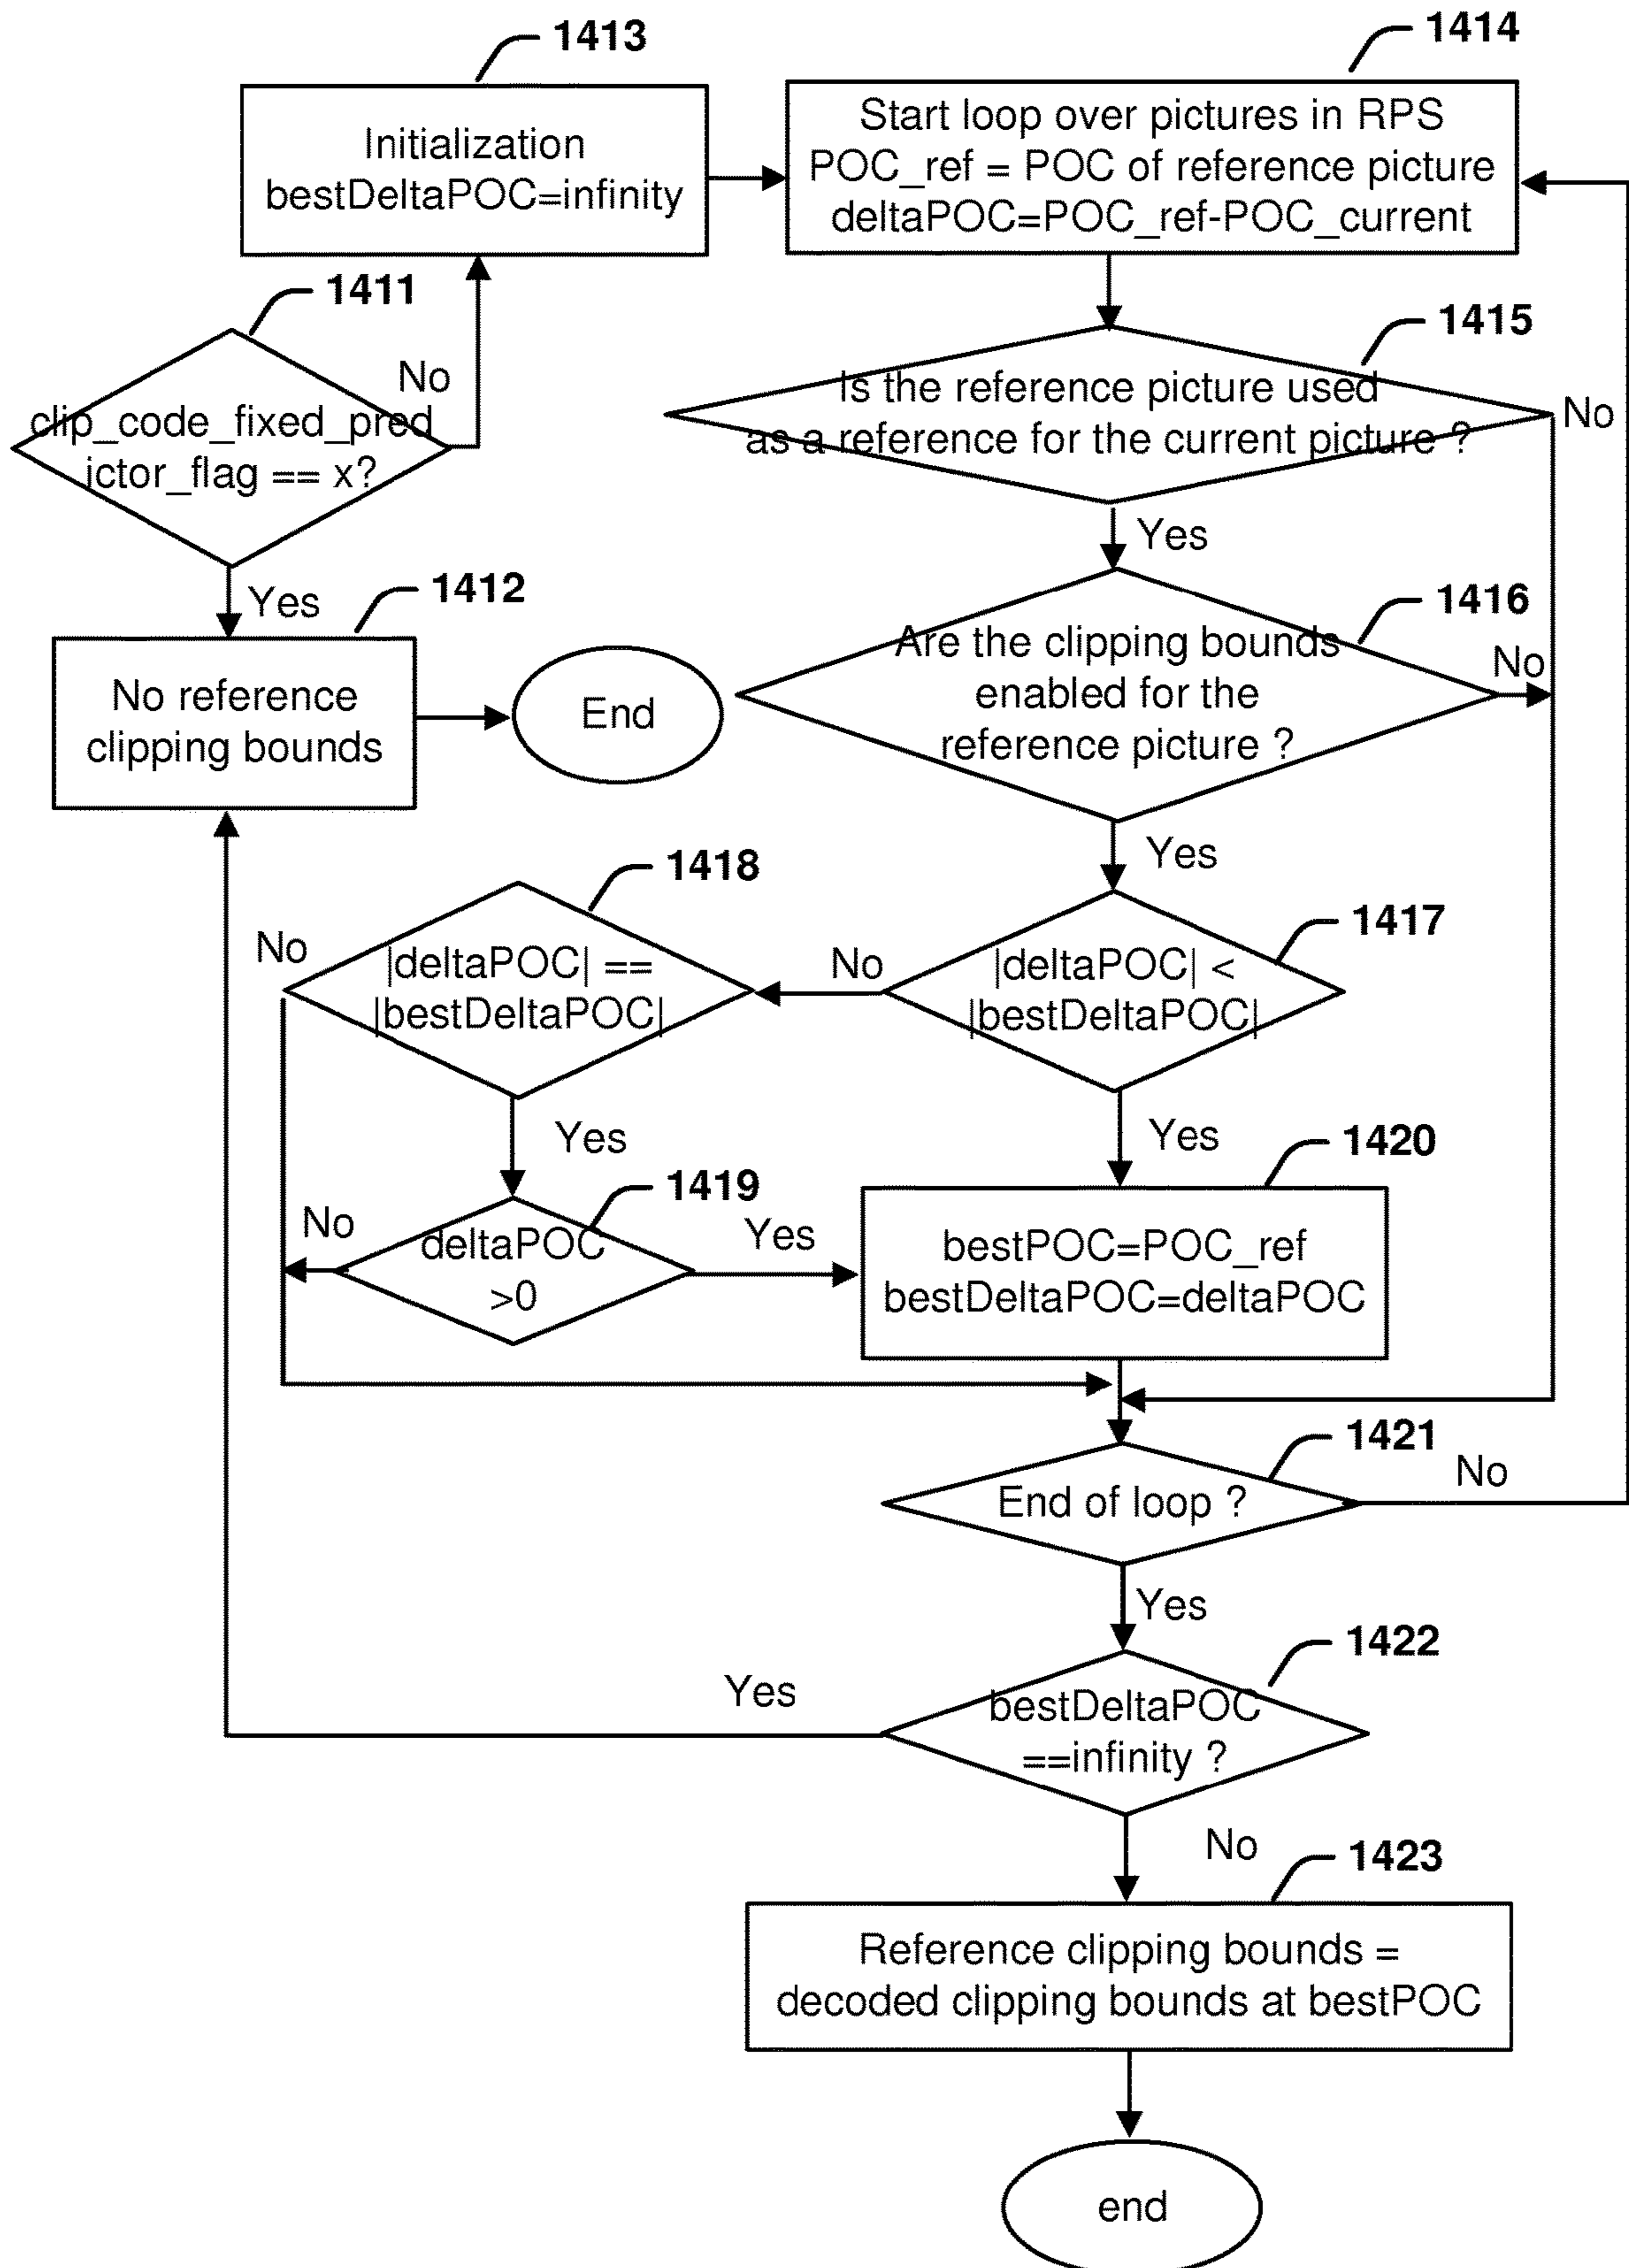 1413
1414
Initialization
bestDeltaPOC=infinity
Start loop over pictures in RPS
POC_ref = POC of reference picture
deltaPOC=POC_ref-POC_current
1411
No
clip_code_fixed_pred
ictor_flag == x?
Yes
1415
Is the reference picture used
as a reference for the current picture ?
No
Yes
1412
No reference
clipping bounds
End
1416
Are the clipping bounds
enabled for the
reference picture ?
No
Yes
1418
No
|deltaPOC| ==
|bestDeltaPOC|
No
1417
|deltaPOC| <
|bestDeltaPOC|
Yes
Yes
1419
No
deltaPOC
>0
Yes
1420
bestPOC=POC_ref
bestDeltaPOC=deltaPOC
1421
End of loop ?
No
Yes
1422
Yes
bestDeltaPOC
==infinity ?
No
1423
Reference clipping bounds =
decoded clipping bounds at bestPOC
end